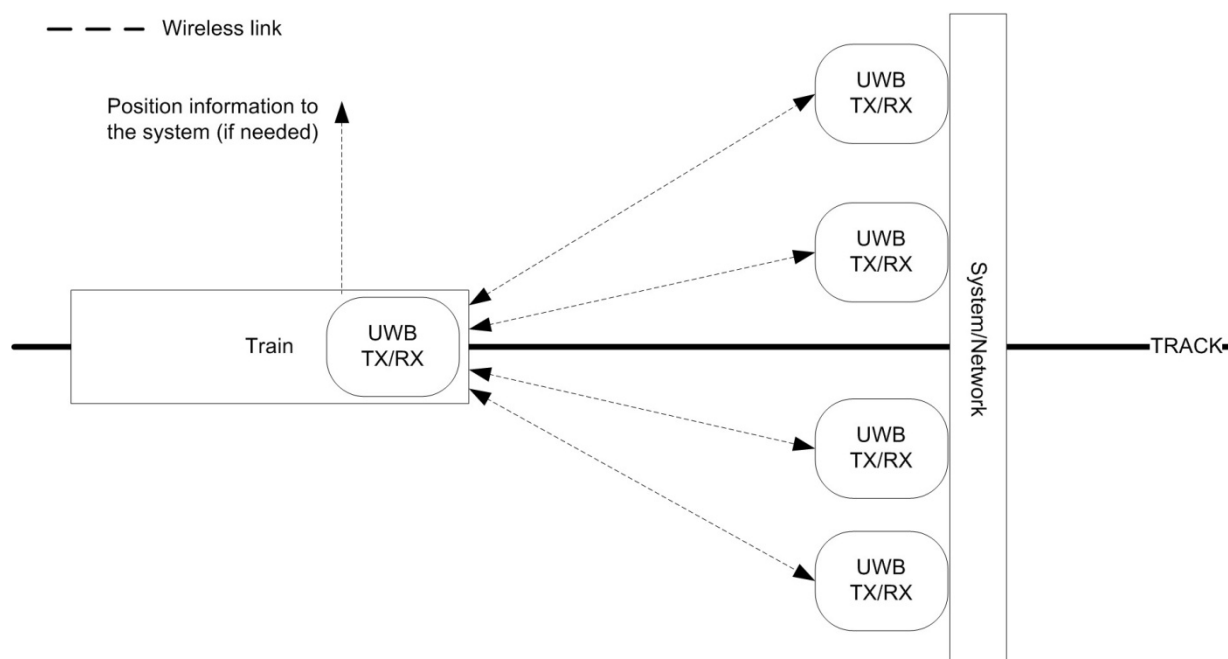 Wireless link
Position information to
the system (if needed)
UWB
TX/RX
UWB
TX/RX
Train
UWB
TX/RX
System/Network
TRACK
UWB
TX/RX
UWB
TX/RX